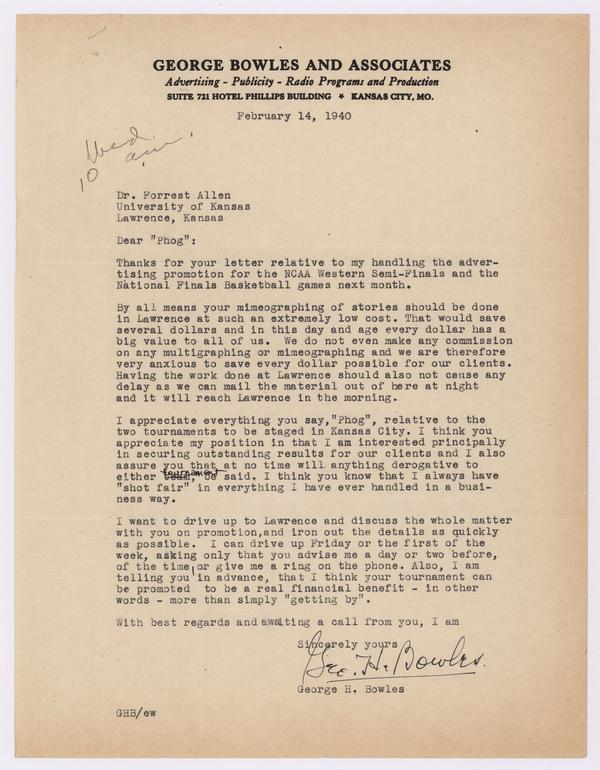 GEORGE BOWLES AND ASSOCIATES
Advertising - Publicity - Radio Programs and Production
SUITE 721 HOTEL PHILLIPS BUILDING ★ KANSAS CITY, MO.
February 14, 1940
Wed.
10 am.
Dr. Forrest Allen
University of Kansas
Lawrence, Kansas
Dear "Phog":
Thanks for your letter relative to my handling the adver-
tising promotion for the NCAA Western Semi-Finals and the
National Finals Basketball games next month.
By all means your mimeographing of stories should be done
in Lawrence at such an extremely low cost. That would save
several dollars and in this day and age every dollar has a
big value to all of us.  We do not even make any commission
on any multigraphing or mimeographing and we are therefore
very anxious to save every dollar possible for our clients.
Having the work done at Lawrence should also not cause any
delay as we can mail the material out of here at night
and it will reach Lawrence in the morning.
I appreciate everything you say,"Phog", relative to the
two tournaments to be staged in Kansas City. I think you
appreciate my position in that I am interested principally
in securing outstanding results for our clients and I also
assure you that at no time will anything derogative to
tournament
either team, be said. I think you know that I always have
"shot fair" in everything I have ever handled in a busi-
ness way.
I want to drive up to Lawrence and discuss the whole matter
with you on promotion,and iron out the details as quickly
as possible.  I can drive up Friday or the first of the
week, asking only that you advise me a day or two before,
of the time,or give me a ring on the phone. Also, I am
telling you in advance, that I think your tournament can
be promoted  to be a real financial benefit - in other
words - more than simply "getting by".
With best regards and awaiting a call from you, I am
Sincerely yours
Geo. H. Bowles.
George H. Bowles
GHB/ew